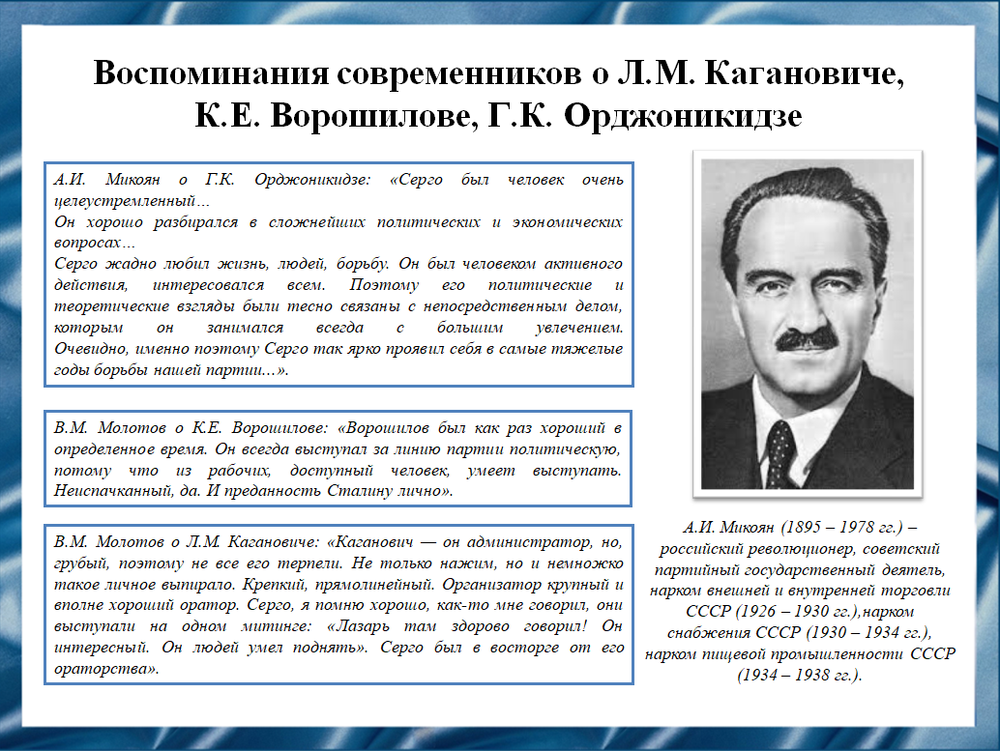 Воспоминания современников о Л.М. Кагановиче,
К.Е. Ворошилове, Г.К. Орджоникидзе
А.И. Микоян о Г.К. Орджоникидзе: «Серго был человек очень
целеустремленный…
Он хорошо разбирался в сложнейших политических и экономических
вопросах…
Серго жадно любил жизнь, людей, борьбу. Он был человеком активного
действия, интересовался всем. Поэтому его политические и
теоретические взгляды были тесно связаны с непосредственным делом,
которым он занимался всегда с большим увлечением.
Очевидно, именно поэтому Серго так ярко проявил себя в самые тяжелые
годы борьбы нашей партии…».
В.М. Молотов о К.Е. Ворошилове: «Ворошилов был как раз хороший в
определенное время. Он всегда выступал за линию партии политическую,
потому что из рабочих, доступный человек, умеет выступать.
Неиспачканный, да. И преданность Сталину лично».
В.М. Молотов о Л.М. Кагановиче: «Каганович — он администратор, но,
грубый, поэтому не все его терпели. Не только нажим, но и немножко
такое личное выпирало. Крепкий, прямолинейный. Организатор крупный и
вполне хороший оратор. Серго, я помню хорошо, как-то мне говорил, они
выступали на одном митинге: «Лазарь там здорово говорил! Он
интересный. Он людей умел поднять». Серго был в восторге от его
ораторства».
А.И. Микоян (1895 – 1978 гг.) –
российский революционер, советский
партийный государственный деятель,
нарком внешней и внутренней торговли
СССР (1926 – 1930 гг.),нарком
снабжения СССР (1930 – 1934 гг.),
нарком пищевой промышленности СССР
(1934 – 1938 гг.).